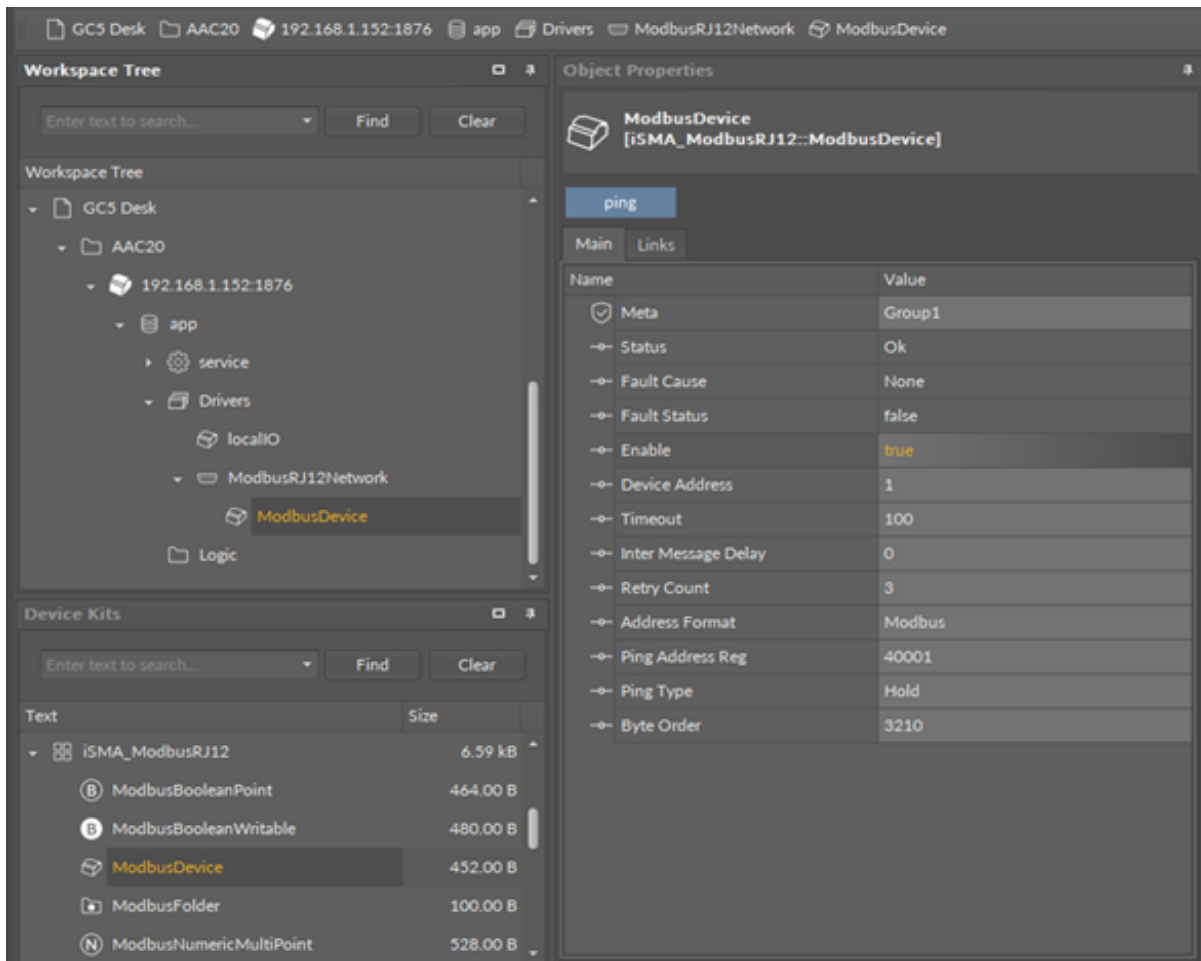 GC5 Desk AAC20 192.168.1.152:1876 app Drivers ModbusRJ12Network ModbusDevice
Workspace Tree
Enter text to search... Find Clear
Workspace Tree
GC5 Desk
AAC20
192.168.1.152:1876
app
service
Drivers
localIO
ModbusRJ12Network
ModbusDevice
Logic
Device Kits
Enter text to search... Find Clear
Text Size
iSMA_ModbusRJ12 6.59 kB
B ModbusBooleanPoint 464.00 B
B ModbusBooleanWritable 480.00 B
ModbusDevice 452.00 B
ModbusFolder 100.00 B
N ModbusNumericMultiPoint 528.00 B
Object Properties
ModbusDevice
[iSMA_ModbusRJ12::ModbusDevice]
ping
Main Links
Name Value
Meta Group1
Status Ok
Fault Cause None
Fault Status false
Enable true
Device Address 1
Timeout 100
Inter Message Delay 0
Retry Count 3
Address Format Modbus
Ping Address Reg 40001
Ping Type Hold
Byte Order 3210